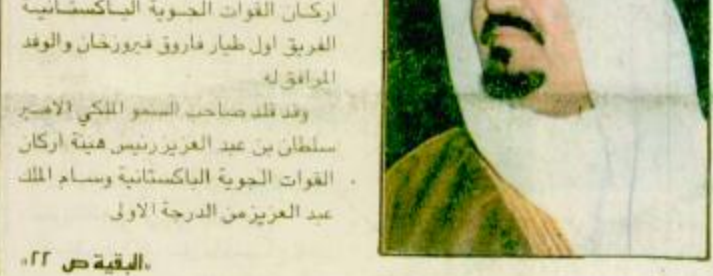 اركان القوات الجوية الباكستانية
الفريق اول طيار فاروق فيروزخان والوفد
المرافق له
وقد قلد صاحب السمو الملكي الامير
سلطان بن عبد العزيز رئيس هيئة اركان
القوات الجوية الباكستانية وسام الملك
عبد العزيز من الدرجة الاولى
«البقية ص ٢٢»